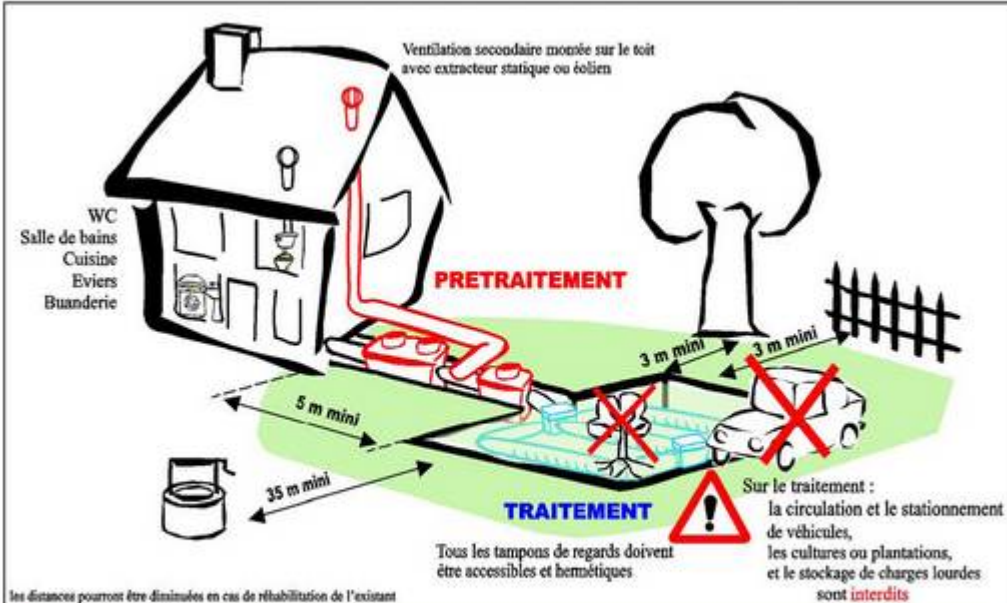 Ventilation secondaire montée sur le toit
avec extracteur statique ou éolien
WC
Salle de bains
Cuisine
Eviers
Buanderie
PRETRAITEMENT
3 m mini
3 m mini
5 m mini
35 m mini
TRAITEMENT
Sur le traitement :
la circulation et le stationnement
de véhicules,
les cultures ou plantations,
et le stockage de charges lourdes
sont interdits
Tous les tampons de regards doivent
être accessibles et hermétiques
les distances pourront être diminuées en cas de réhabilitation de l'existant